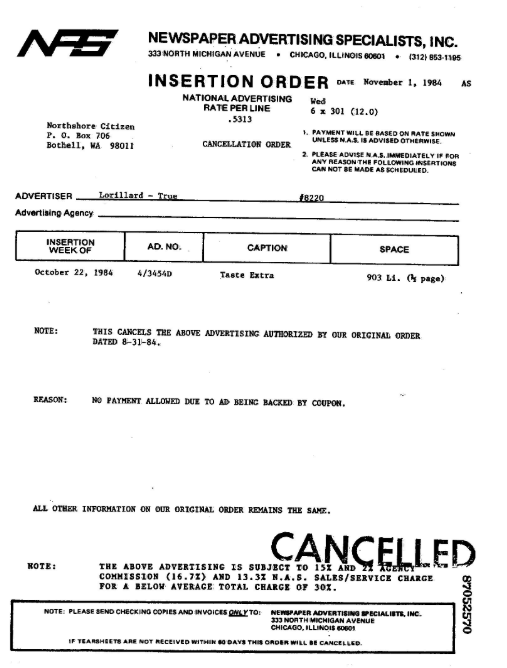 NAS
NEWSPAPER ADVERTISING SPECIALISTS, INC.
333 NORTH MICHIGAN AVENUE • CHICAGO, ILLINOIS 60601 • (312) 853-1195
INSERTION ORDER DATE November 1, 1984 AS
NATIONAL ADVERTISING
RATE PER LINE
.5313
Wed
6 x 301 (12.0)
Northshore Citizen
P. O. Box 706
Bothell, WA 98011
CANCELLATION ORDER
1. PAYMENT WILL BE BASED ON RATE SHOWN
UNLESS N.A.S. IS ADVISED OTHERWISE.
2. PLEASE ADVISE N.A.S. IMMEDIATELY IF FOR
ANY REASON THE FOLLOWING INSERTIONS
CAN NOT BE MADE AS SCHEDULED.
ADVERTISER Lorillard - True #8220
Advertising Agency
INSERTION WEEK OF AD. NO. CAPTION SPACE
October 22, 1984 4/3454D Taste Extra 903 Li. (½ page)
NOTE: THIS CANCELS THE ABOVE ADVERTISING AUTHORIZED BY OUR ORIGINAL ORDER
DATED 8-31-84.
REASON: NO PAYMENT ALLOWED DUE TO AD BEING BACKED BY COUPON.
ALL OTHER INFORMATION ON OUR ORIGINAL ORDER REMAINS THE SAME.
CANCELLED
NOTE: THE ABOVE ADVERTISING IS SUBJECT TO 15% AND 2% AGENCY
COMMISSION (16.7%) AND 13.3% N.A.S. SALES/SERVICE CHARGE
FOR A BELOW AVERAGE TOTAL CHARGE OF 30%.
87052570
NOTE: PLEASE SEND CHECKING COPIES AND INVOICES ONLY TO: NEWSPAPER ADVERTISING SPECIALISTS, INC.
333 NORTH MICHIGAN AVENUE
CHICAGO, ILLINOIS 60601
IF TEARSHEETS ARE NOT RECEIVED WITHIN 60 DAYS THIS ORDER WILL BE CANCELLED.